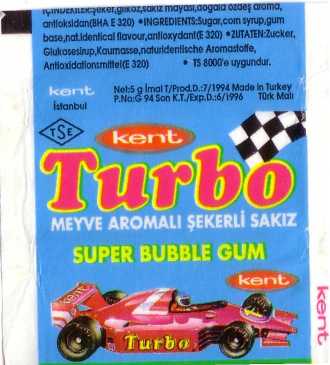 İÇİNDEKİLER:şeker,glikoz,sakız mayası,doğala özdeş aroma,
antioksidan(BHA E 320) •INGREDIENTS:Sugar,corn syrup,gum
base,nat.identical flavour,antioxydant(E 320) •ZUTATEN:Zucker,
Glukosesirup,Kaumasse,naturidentische Aromastoffe,
Antioxidationsmittel(E 320) • TS 8000'e uygundur.
kent
İstanbul
Net:5 g İmal T/Prod.D.:7/1994 Made in Turkey
P.No:G 94 Son K.T./Exp.D.:6/1996 Türk Malı
TSE
kent
Turbo
MEYVE AROMALI ŞEKERLİ SAKIZ
SUPER BUBBLE GUM
kent
kent
Turbo
kent